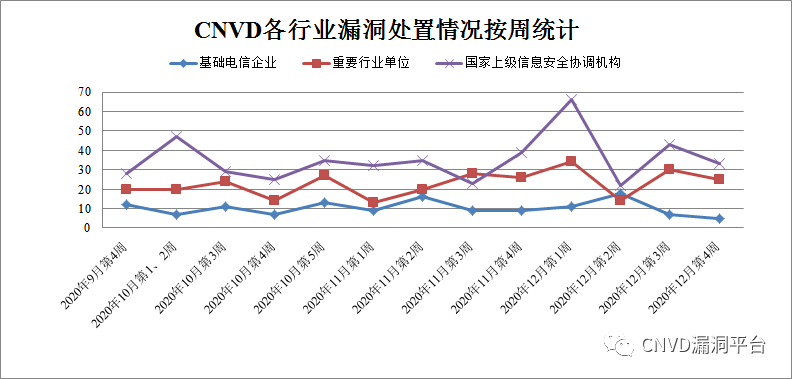 CNVD各行业漏洞处置情况按周统计
基础电信企业 重要行业单位 国家上级信息安全协调机构
70
60
50
40
30
20
10
0
2020年9月第4周
2020年10月第1、2周
2020年10月第3周
2020年10月第4周
2020年10月第5周
2020年11月第1周
2020年11月第2周
2020年11月第3周
2020年11月第4周
2020年12月第1周
2020年12月第2周
2020年12月第3周
2020年12月第4周
CNVD漏洞平台